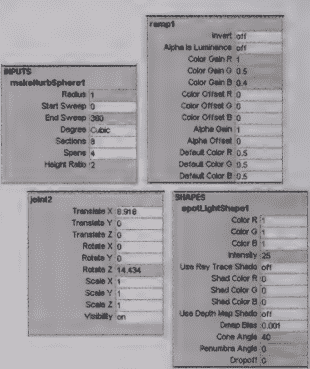 INPUTS
makeNurbSphere1
Radius 1
Start Sweep 0
End Sweep 360
Degree Cubic
Sections 8
Spans 4
Height Ratio 2
ramp1
Invert off
Alpha Is Luminance off
Color Gain R 1
Color Gain G 0.5
Color Gain B 0.4
Color Offset R 0
Color Offset G 0
Color Offset B 0
Alpha Gain 1
Alpha Offset 0
Default Color R 0.5
Default Color G 0.5
Default Color B 0.5
joint2
Translate X 6.916
Translate Y 0
Translate Z 0
Rotate X 0
Rotate Y 0
Rotate Z 14.434
Scale X 1
Scale Y 1
Scale Z 1
Visibility on
SHAPES
spotLightShape1
Color R 1
Color G 1
Color B 1
Intensity 25
Use Ray Trace Shado off
Shad Color R 0
Shad Color G 0
Shad Color B 0
Use Depth Map Shado off
Dmap Bias 0.001
Cone Angle 40
Penumbra Angle 0
Dropoff 0